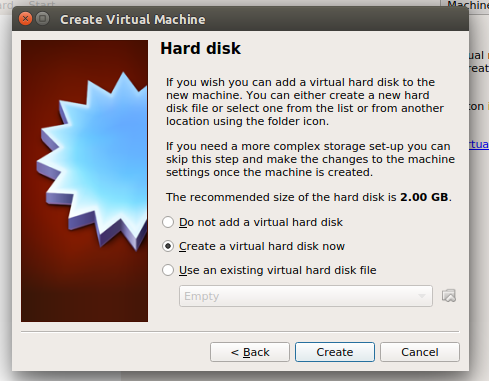 Start
Machine
Create Virtual Machine
Hard disk
If you wish you can add a virtual hard disk to the
new machine. You can either create a new hard
disk file or select one from the list or from another
location using the folder icon.
If you need a more complex storage set-up you can
skip this step and make the changes to the machine
settings once the machine is created.
The recommended size of the hard disk is 2.00 GB.
Do not add a virtual hard disk
Create a virtual hard disk now
Use an existing virtual hard disk file
Empty
< Back
Create
Cancel